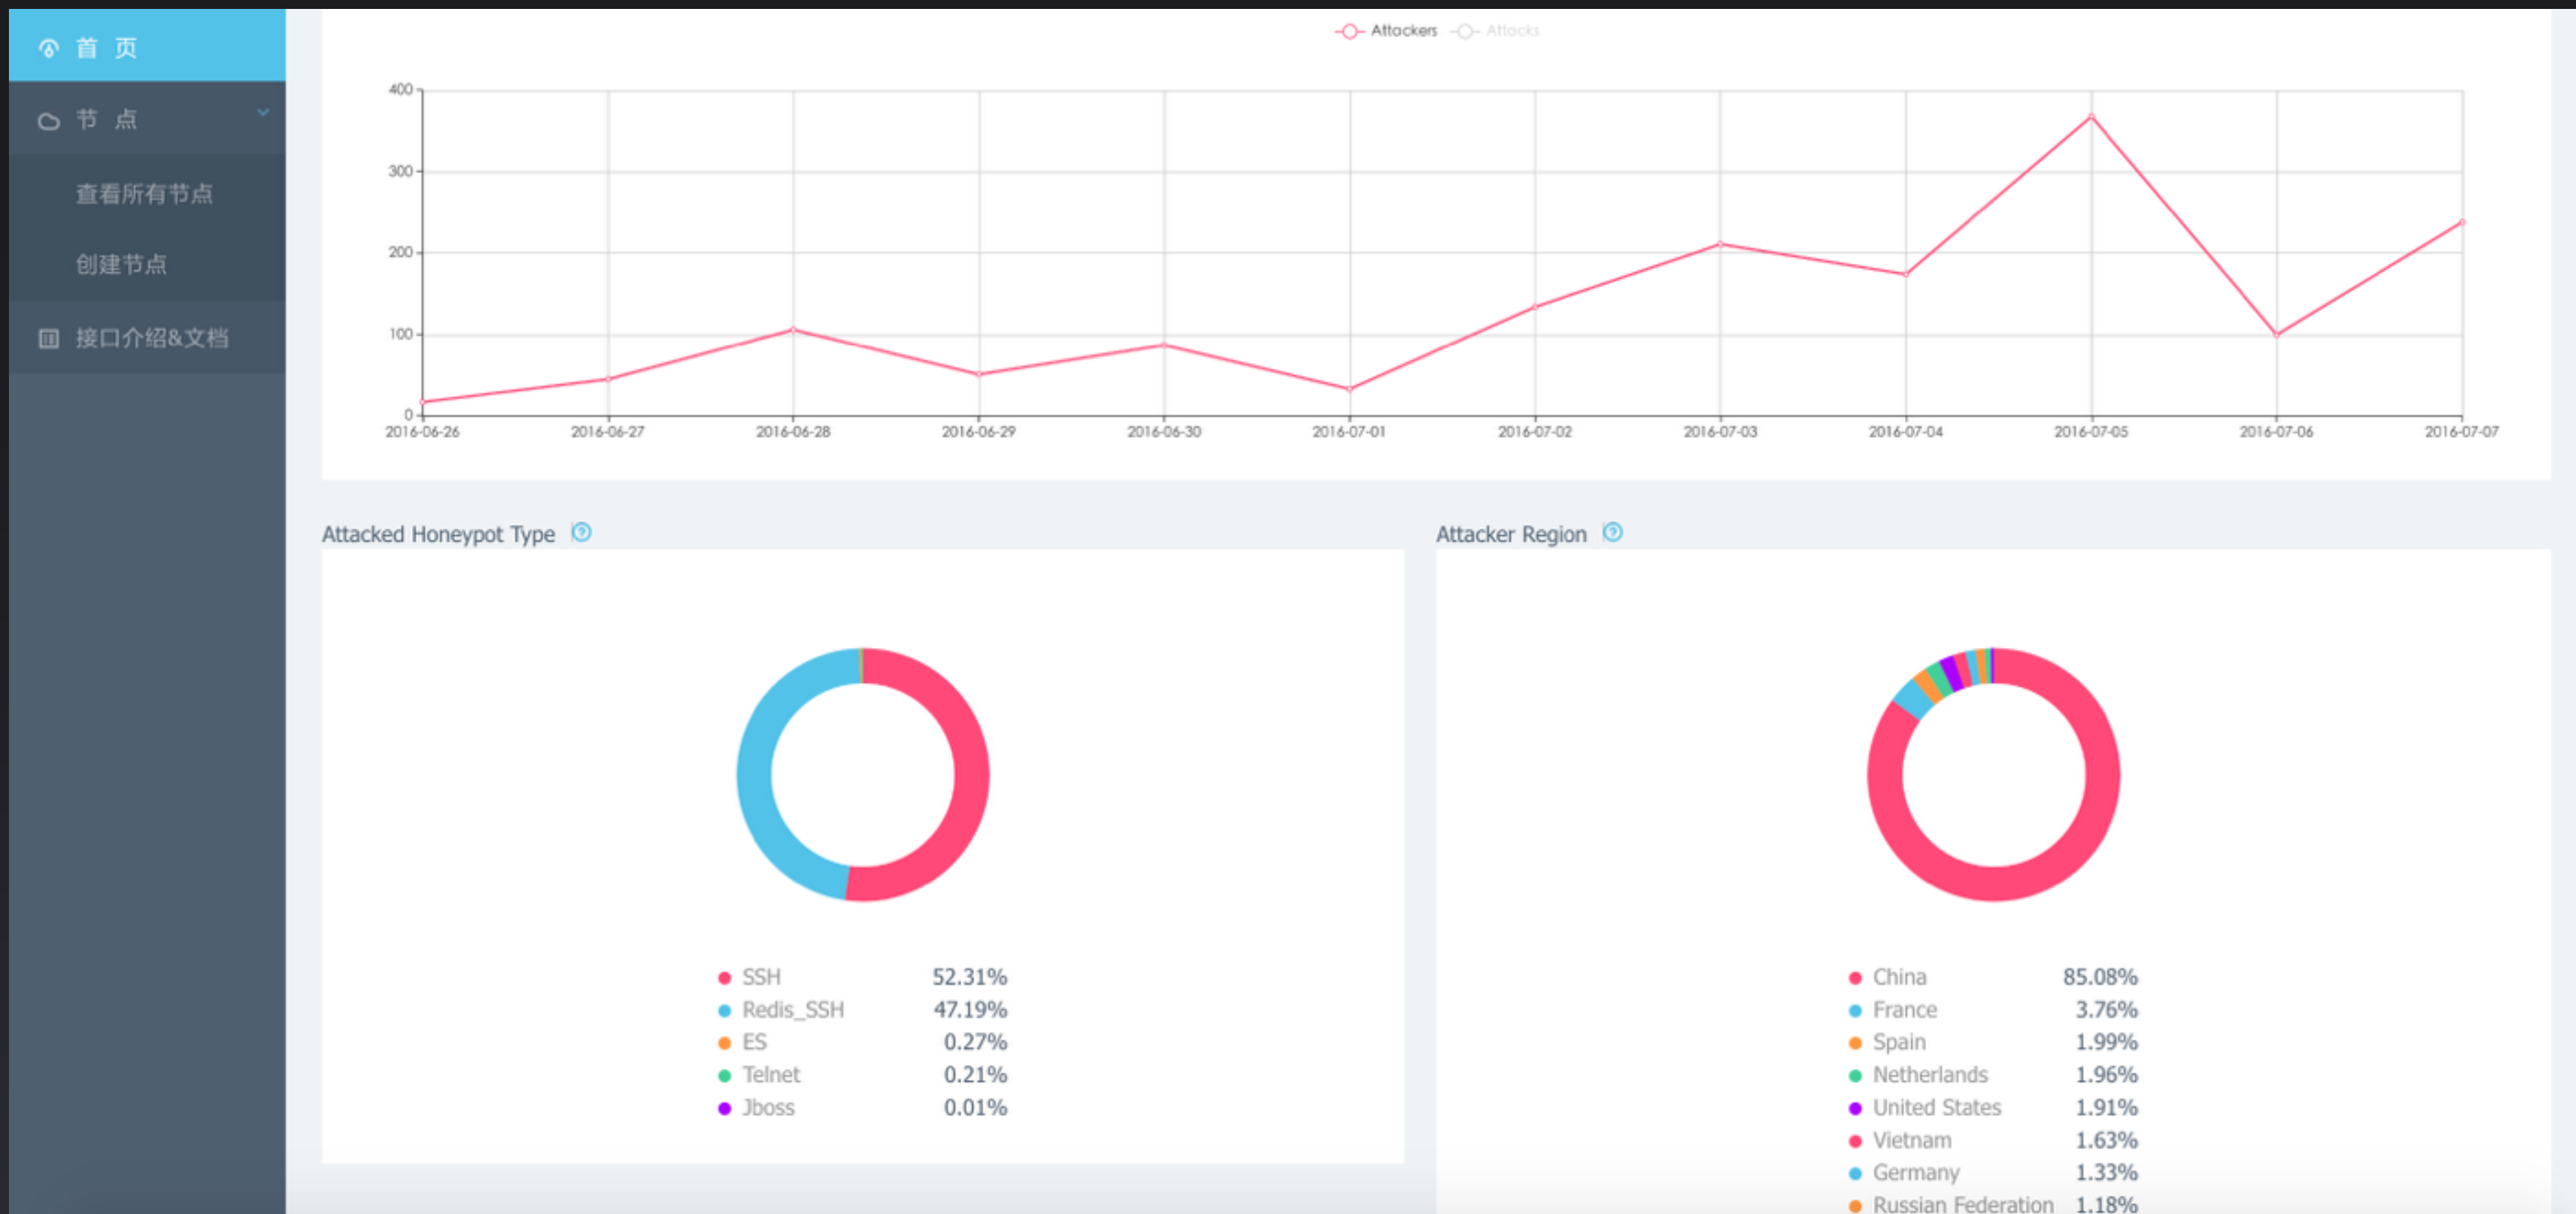 首 页
节 点
查看所有节点
创建节点
接口介绍&文档
Attackers Attacks
400
300
200
100
0
2016-06-26 2016-06-27 2016-06-28 2016-06-29 2016-06-30 2016-07-01 2016-07-02 2016-07-03 2016-07-04 2016-07-05 2016-07-06 2016-07-07
Attacked Honeypot Type ?
SSH 52.31%
Redis_SSH 47.19%
ES 0.27%
Telnet 0.21%
Jboss 0.01%
Attacker Region ?
China 85.08%
France 3.76%
Spain 1.99%
Netherlands 1.96%
United States 1.91%
Vietnam 1.63%
Germany 1.33%
Russian Federation 1.18%